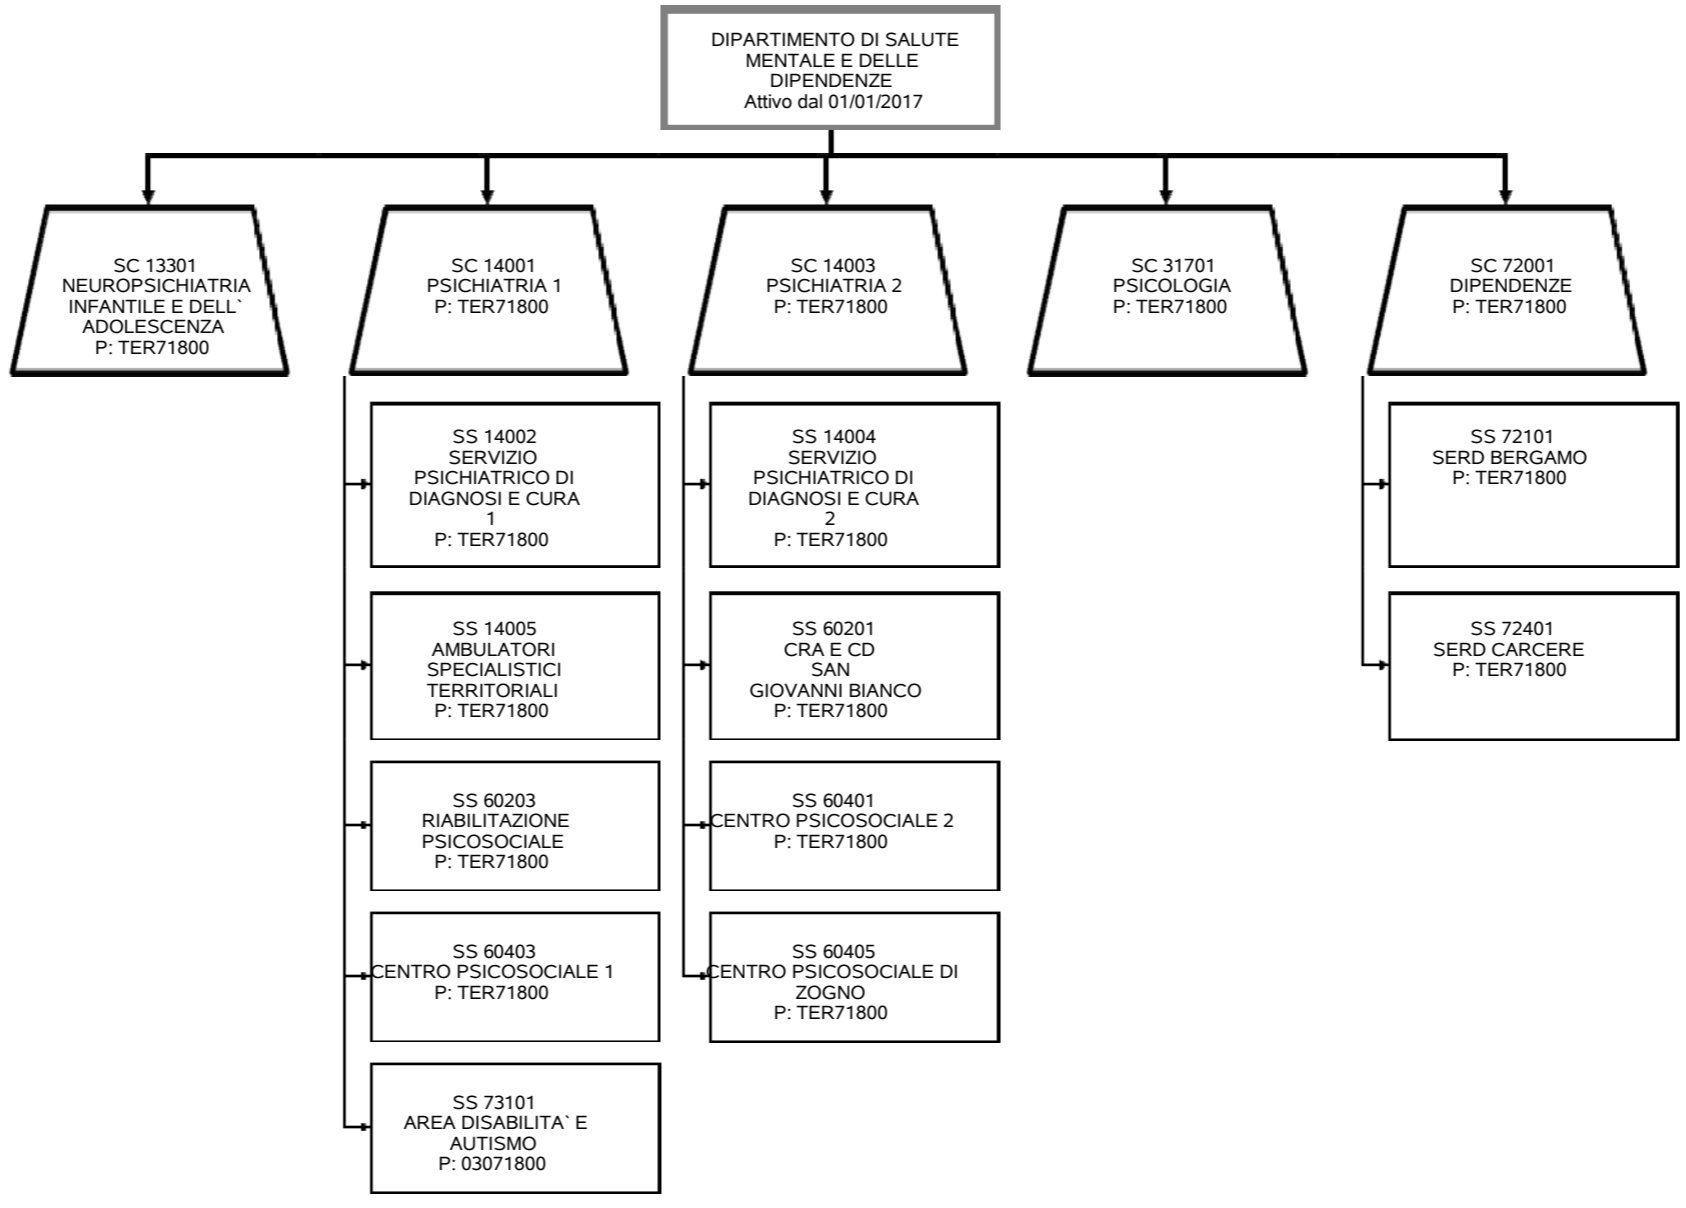 DIPARTIMENTO DI SALUTE
MENTALE E DELLE
DIPENDENZE
Attivo dal 01/01/2017
SC 13301
NEUROPSICHIATRIA
INFANTILE E DELL`
ADOLESCENZA
P: TER71800
SC 14001
PSICHIATRIA 1
P: TER71800
SC 14003
PSICHIATRIA 2
P: TER71800
SC 31701
PSICOLOGIA
P: TER71800
SC 72001
DIPENDENZE
P: TER71800
SS 14002
SERVIZIO
PSICHIATRICO DI
DIAGNOSI E CURA
1
P: TER71800
SS 14004
SERVIZIO
PSICHIATRICO DI
DIAGNOSI E CURA
2
P: TER71800
SS 72101
SERD BERGAMO
P: TER71800
SS 14005
AMBULATORI
SPECIALISTICI
TERRITORIALI
P: TER71800
SS 60201
CRA E CD
SAN
GIOVANNI BIANCO
P: TER71800
SS 72401
SERD CARCERE
P: TER71800
SS 60203
RIABILITAZIONE
PSICOSOCIALE
P: TER71800
SS 60401
CENTRO PSICOSOCIALE 2
P: TER71800
SS 60403
CENTRO PSICOSOCIALE 1
P: TER71800
SS 60405
CENTRO PSICOSOCIALE DI
ZOGNO
P: TER71800
SS 73101
AREA DISABILITA` E
AUTISMO
P: 03071800